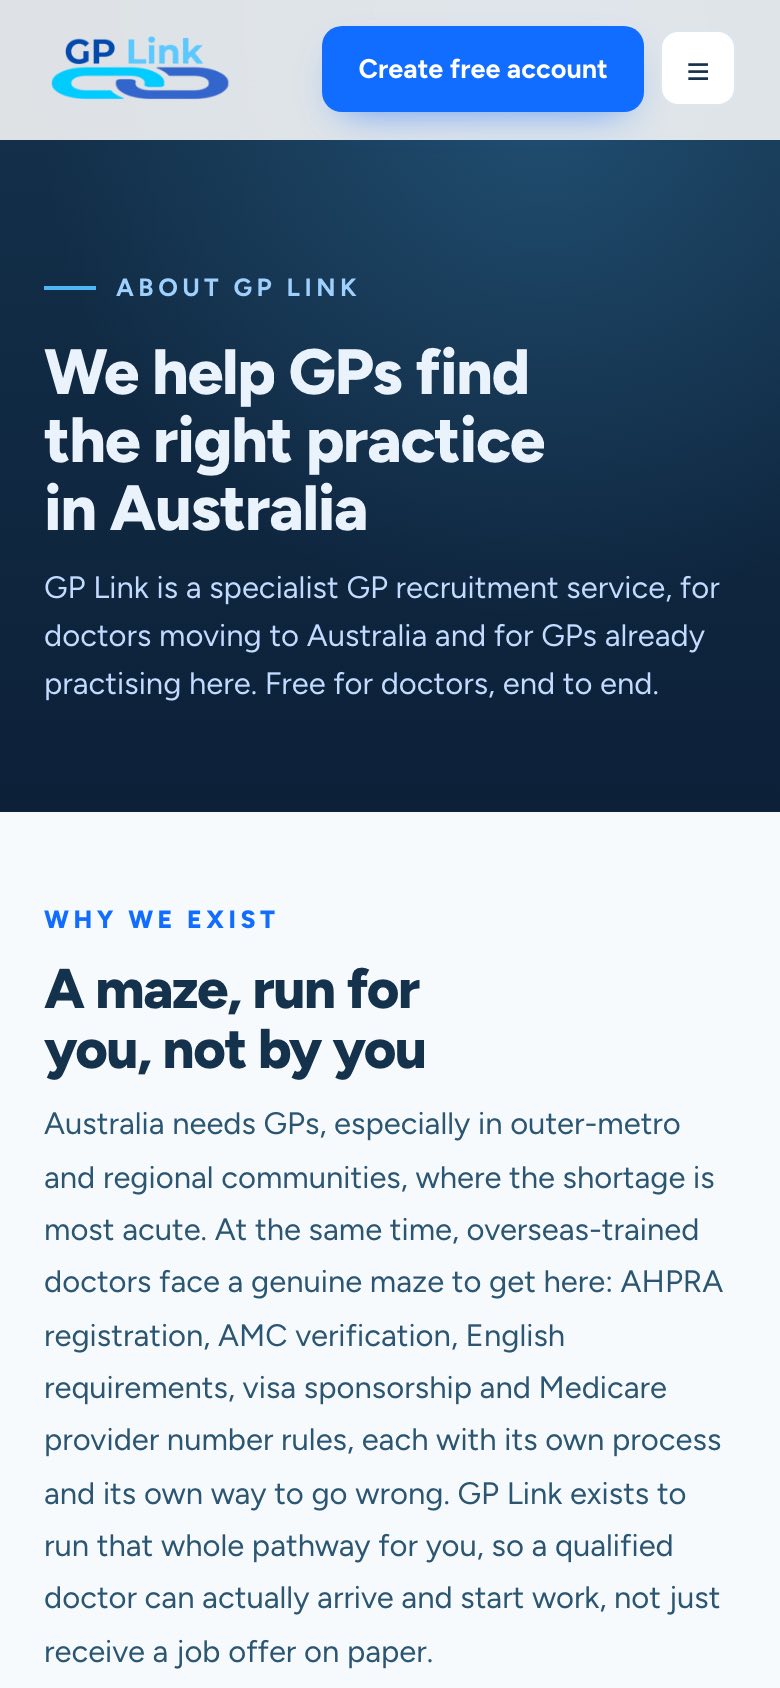 GP Link
Create free account
ABOUT GP LINK
We help GPs find
the right practice
in Australia
GP Link is a specialist GP recruitment service, for
doctors moving to Australia and for GPs already
practising here. Free for doctors, end to end.
WHY WE EXIST
A maze, run for
you, not by you
Australia needs GPs, especially in outer-metro
and regional communities, where the shortage is
most acute. At the same time, overseas-trained
doctors face a genuine maze to get here: AHPRA
registration, AMC verification, English
requirements, visa sponsorship and Medicare
provider number rules, each with its own process
and its own way to go wrong. GP Link exists to
run that whole pathway for you, so a qualified
doctor can actually arrive and start work, not just
receive a job offer on paper.